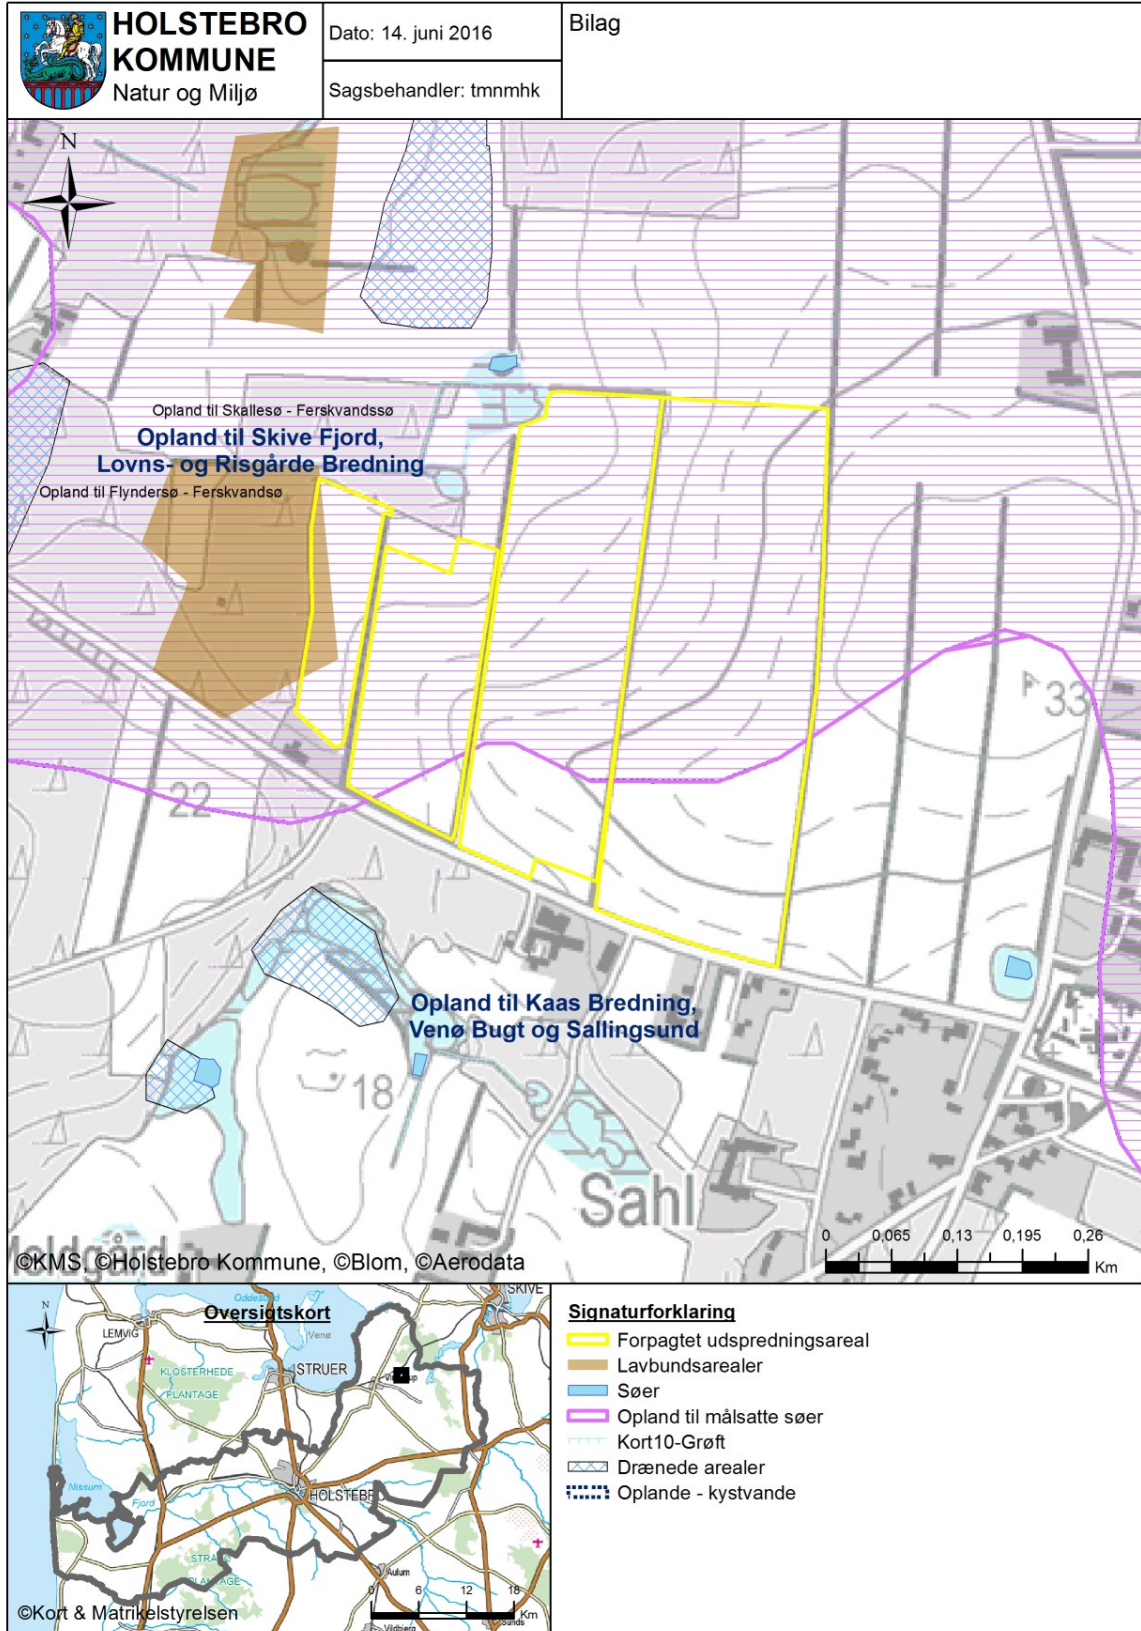 HOLSTEBRO
KOMMUNE
Natur og Miljø
Dato: 14. juni 2016
Sagsbehandler: tmnmhk
Bilag
N
Opland til Skallesø - Ferskvandssø
Opland til Skive Fjord,
Lovns- og Risgårde Bredning
Opland til Flyndersø - Ferskvandsø
33
22
Opland til Kaas Bredning,
Venø Bugt og Sallingsund
18
Sahl
0 0,065 0,13 0,195 0,26
Km
©KMS, ©Holstebro Kommune, ©Blom, ©Aerodata
Oversigtskort
N
SKIVE
LEMVIG
Venø
STRUER
KLOSTERHEDE
PLANTAGE
Nissum
Fjord
HOLSTEBRO
PLANTAGE
Aulum
0 6 12 18
Km
Vildbjerg
Sunds
©Kort & Matrikelstyrelsen
Signaturforklaring
Forpagtet udspredningsareal
Lavbundsarealer
Søer
Opland til målsatte søer
Kort10-Grøft
Drænede arealer
Oplande - kystvande